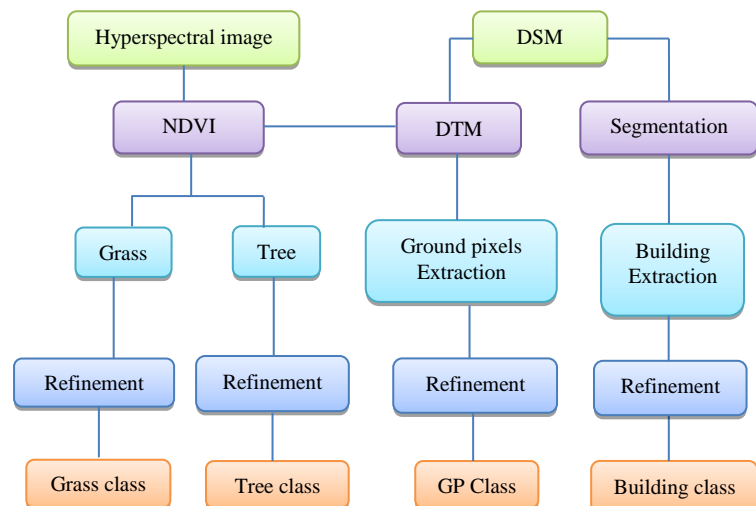 Hyperspectral image
DSM
NDVI
DTM
Segmentation
Grass
Tree
Ground pixels
Extraction
Building
Extraction
Refinement
Refinement
Refinement
Refinement
Grass class
Tree class
GP Class
Building class